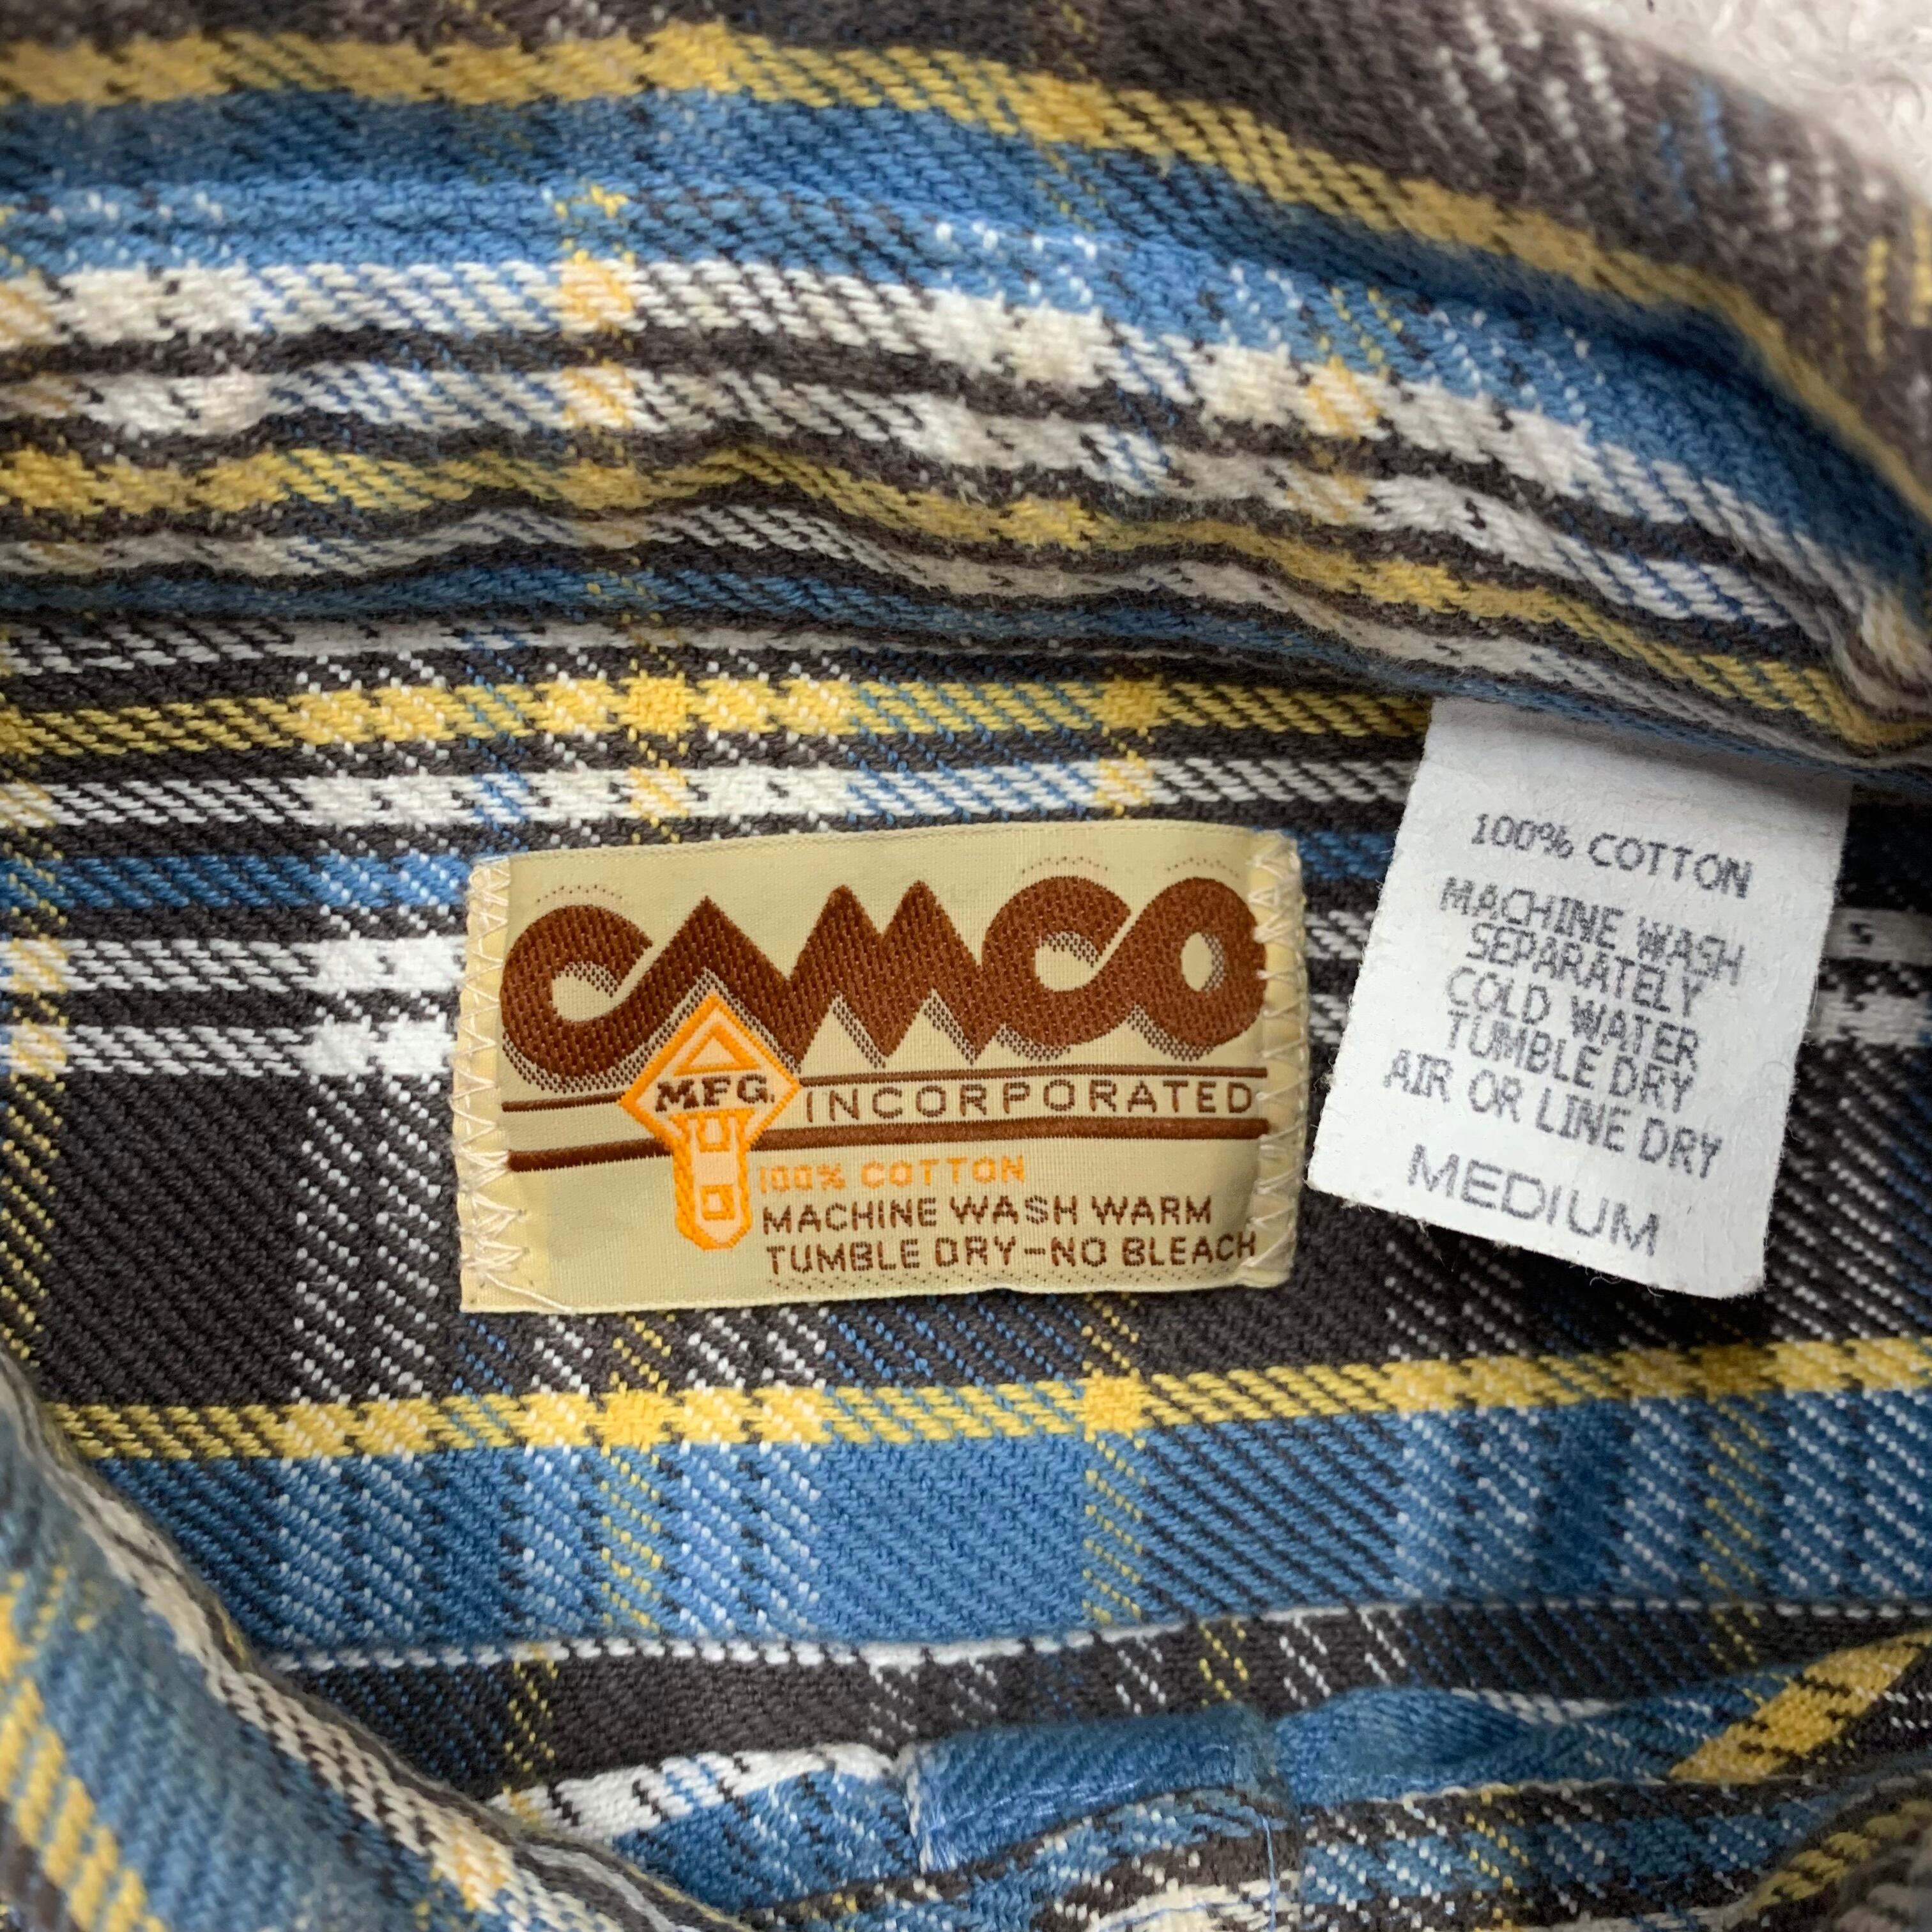 CAMCO
MFG. INCORPORATED
100% COTTON
MACHINE WASH WARM
TUMBLE DRY–NO BLEACH
100% COTTON
MACHINE WASH
SEPARATELY
COLD WATER
TUMBLE DRY
AIR OR LINE DRY
MEDIUM